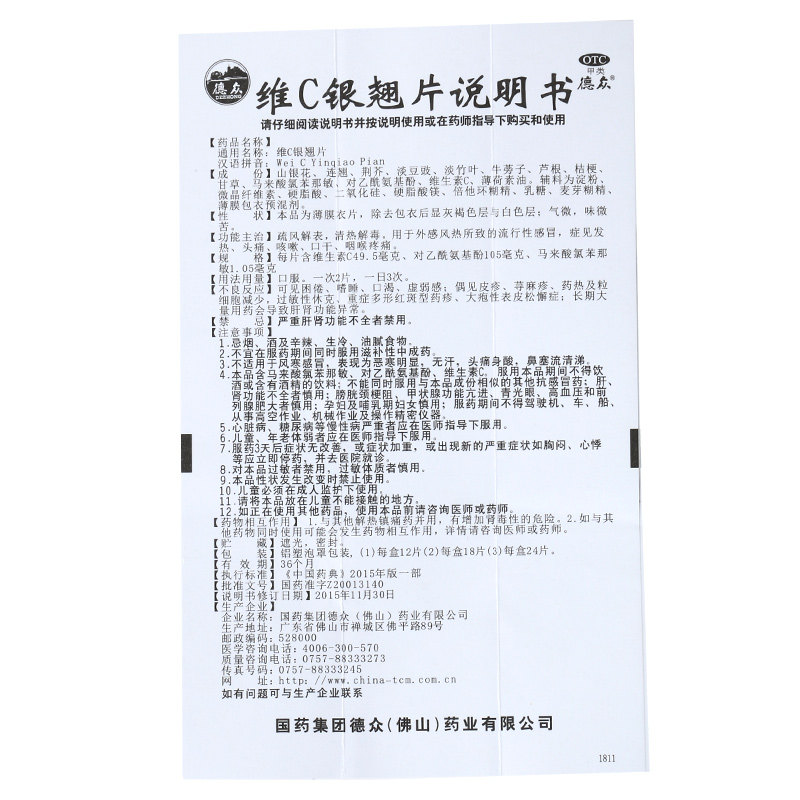 德众
DEZHONG
维C银翘片说明书
OTC
甲类
德众®
请仔细阅读说明书并按说明使用或在药师指导下购买和使用
【药品名称】
通用名称：维C银翘片
汉语拼音：Wei C Yinqiao Pian
【成 份】山银花、连翘、荆芥、淡豆豉、淡竹叶、牛蒡子、芦根、桔梗、
甘草、马来酸氯苯那敏、对乙酰氨基酚、维生素C、薄荷素油。辅料为淀粉、
微晶纤维素、硬脂酸、二氧化硅、硬脂酸镁、倍他环糊精、乳糖、麦芽糊精、
薄膜包衣预混剂。
【性 状】本品为薄膜衣片，除去包衣后显灰褐色层与白色层；气微，味微
苦。
【功能主治】疏风解表，清热解毒。用于外感风热所致的流行性感冒，症见发
热、头痛、咳嗽、口干、咽喉疼痛。
【规 格】每片含维生素C49.5毫克、对乙酰氨基酚105毫克、马来酸氯苯那
敏1.05毫克
【用法用量】口服。一次2片，一日3次。
【不良反应】可见困倦、嗜睡、口渴、虚弱感；偶见皮疹、荨麻疹、药热及粒
细胞减少，过敏性休克、重症多形红斑型药疹、大疱性表皮松懈症；长期大
量用药会导致肝肾功能异常。
【禁 忌】严重肝肾功能不全者禁用。
【注意事项】
1.忌烟、酒及辛辣、生冷、油腻食物。
2.不宜在服药期间同时服用滋补性中成药。
3.不适用于风寒感冒，表现为恶寒明显，无汗，头痛身酸，鼻塞流清涕。
4.本品含马来酸氯苯那敏、对乙酰氨基酚、维生素C。服用本品期间不得饮
酒或含有酒精的饮料；不能同时服用与本品成份相似的其他抗感冒药；肝、
肾功能不全者慎用；膀胱颈梗阻、甲状腺功能亢进、青光眼、高血压和前
列腺肥大者慎用；孕妇及哺乳期妇女慎用；服药期间不得驾驶机、车、船、
从事高空作业、机械作业及操作精密仪器。
5.心脏病、糖尿病等慢性病严重者应在医师指导下服用。
6.儿童、年老体弱者应在医师指导下服用。
7.服药3天后症状无改善，或症状加重，或出现新的严重症状如胸闷、心悸
等应立即停药，并去医院就诊。
8.对本品过敏者禁用，过敏体质者慎用。
9.本品性状发生改变时禁止使用。
10.儿童必须在成人监护下使用。
11.请将本品放在儿童不能接触的地方。
12.如正在使用其他药品，使用本品前请咨询医师或药师。
【药物相互作用】1.与其他解热镇痛药并用，有增加肾毒性的危险。2.如与其
他药物同时使用可能会发生药物相互作用，详情请咨询医师或药师。
【贮 藏】遮光，密封。
【包 装】铝塑泡罩包装，(1)每盒12片(2)每盒18片(3)每盒24片。
【有 效 期】36个月
【执行标准】《中国药典》2015年版一部
【批准文号】国药准字Z20013140
【说明书修订日期】2015年11月30日
【生产企业】
企业名称：国药集团德众（佛山）药业有限公司
生产地址：广东省佛山市禅城区佛平路89号
邮政编码：528000
医学咨询电话：4006-300-570
质量咨询电话：0757-88333273
传真号码：0757-88333245
网 址：http://www.china-tcm.com.cn
如有问题可与生产企业联系
国药集团德众(佛山)药业有限公司
1811